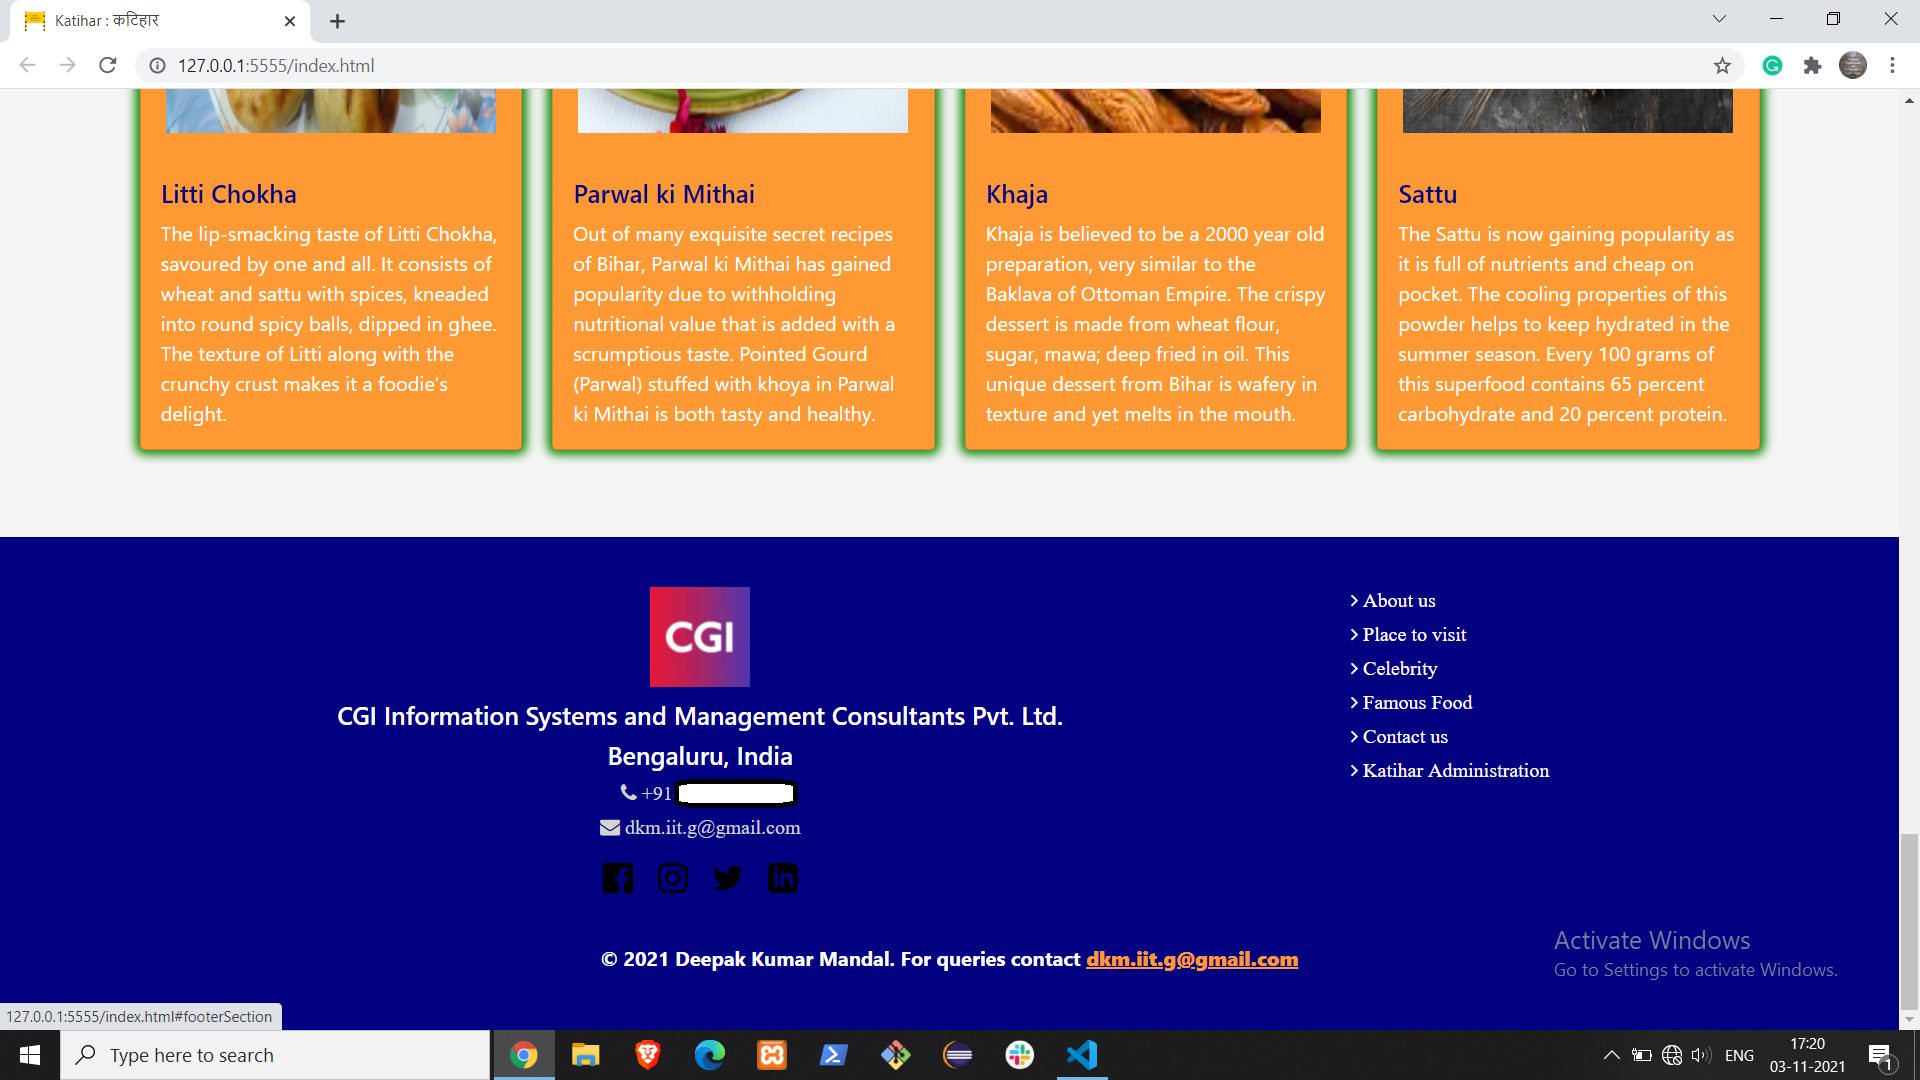 Katihar : कटिहार
127.0.0.1:5555/index.html
Litti Chokha
The lip-smacking taste of Litti Chokha,
savoured by one and all. It consists of
wheat and sattu with spices, kneaded
into round spicy balls, dipped in ghee.
The texture of Litti along with the
crunchy crust makes it a foodie’s
delight.
Parwal ki Mithai
Out of many exquisite secret recipes
of Bihar, Parwal ki Mithai has gained
popularity due to withholding
nutritional value that is added with a
scrumptious taste. Pointed Gourd
(Parwal) stuffed with khoya in Parwal
ki Mithai is both tasty and healthy.
Khaja
Khaja is believed to be a 2000 year old
preparation, very similar to the
Baklava of Ottoman Empire. The crispy
dessert is made from wheat flour,
sugar, mawa; deep fried in oil. This
unique dessert from Bihar is wafery in
texture and yet melts in the mouth.
Sattu
The Sattu is now gaining popularity as
it is full of nutrients and cheap on
pocket. The cooling properties of this
powder helps to keep hydrated in the
summer season. Every 100 grams of
this superfood contains 65 percent
carbohydrate and 20 percent protein.
CGI
CGI Information Systems and Management Consultants Pvt. Ltd.
Bengaluru, India
+91
dkm.iit.g@gmail.com
About us
Place to visit
Celebrity
Famous Food
Contact us
Katihar Administration
© 2021 Deepak Kumar Mandal. For queries contact dkm.iit.g@gmail.com
Activate Windows
Go to Settings to activate Windows.
127.0.0.1:5555/index.html#footerSection
Type here to search
ENG
17:20
03-11-2021
1